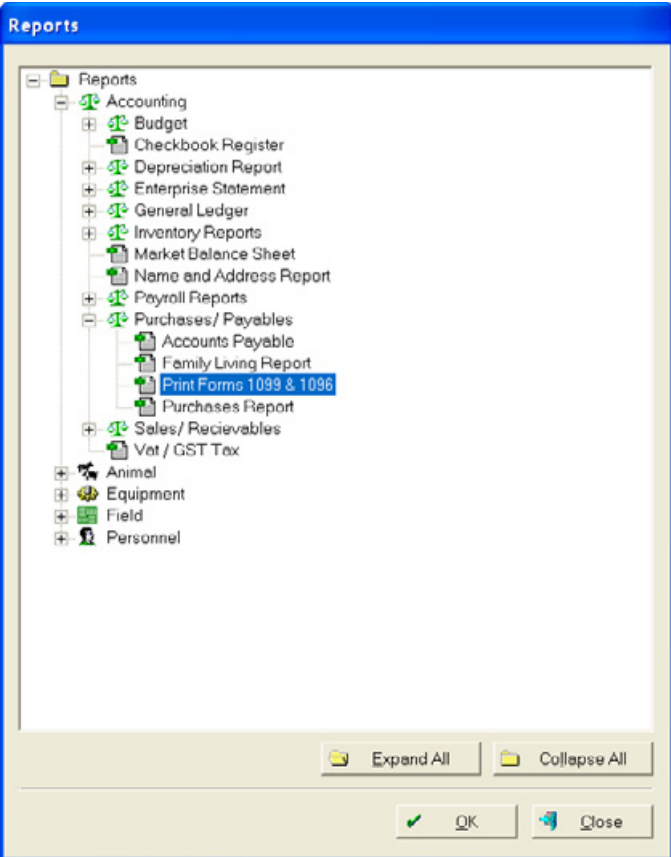 Reports
Reports
Accounting
Budget
Checkbook Register
Depreciation Report
Enterprise Statement
General Ledger
Inventory Reports
Market Balance Sheet
Name and Address Report
Payroll Reports
Purchases/ Payables
Accounts Payable
Family Living Report
Print Forms 1099 & 1096
Purchases Report
Sales/ Recievables
Vat / GST Tax
Animal
Equipment
Field
Personnel
Expand All Collapse All
OK Close